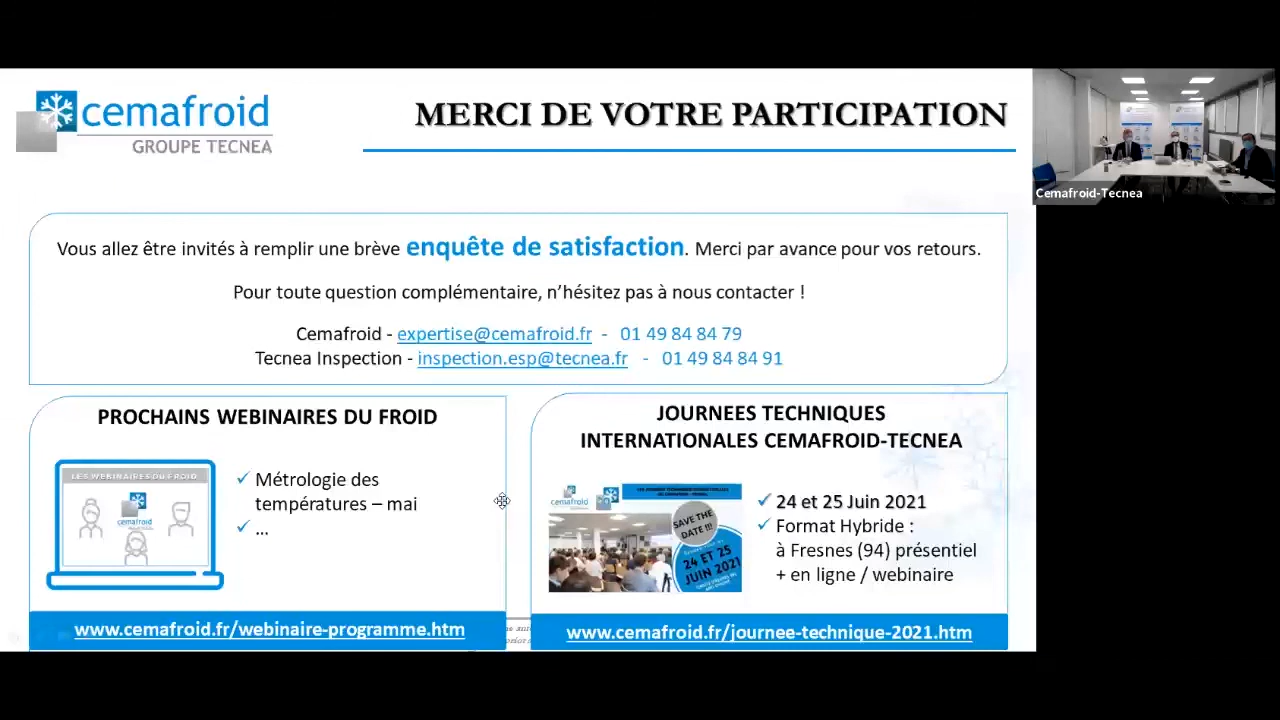 cemafroid
GROUPE TECNEA
MERCI DE VOTRE PARTICIPATION
Cemafroid-Tecnea
Vous allez être invités à remplir une brève enquête de satisfaction. Merci par avance pour vos retours.
Pour toute question complémentaire, n’hésitez pas à nous contacter !
Cemafroid - expertise@cemafroid.fr - 01 49 84 84 79
Tecnea Inspection - inspection.esp@tecnea.fr - 01 49 84 84 91
PROCHAINS WEBINAIRES DU FROID
LES WEBINAIRES DU FROID
cemafroid
✓ Métrologie des
températures – mai
✓ ...
www.cemafroid.fr/webinaire-programme.htm
JOURNEES TECHNIQUES
INTERNATIONALES CEMAFROID-TECNEA
cemafroid
SAVE THE
DATE !!!
24 ET 25
JUIN 2021
✓ 24 et 25 Juin 2021
✓ Format Hybride :
à Fresnes (94) présentiel
+ en ligne / webinaire
www.cemafroid.fr/journee-technique-2021.htm